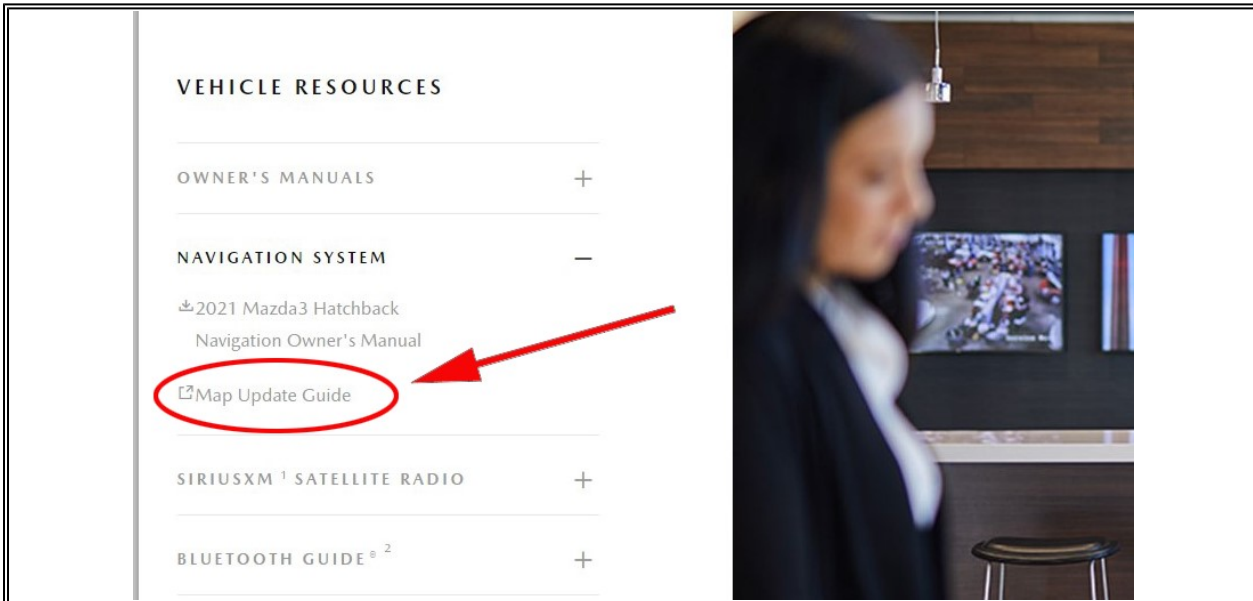 VEHICLE RESOURCES
OWNER'S MANUALS
NAVIGATION SYSTEM
2021 Mazda3 Hatchback
Navigation Owner's Manual
Map Update Guide
SIRIUSXM ¹ SATELLITE RADIO
BLUETOOTH GUIDE® ²